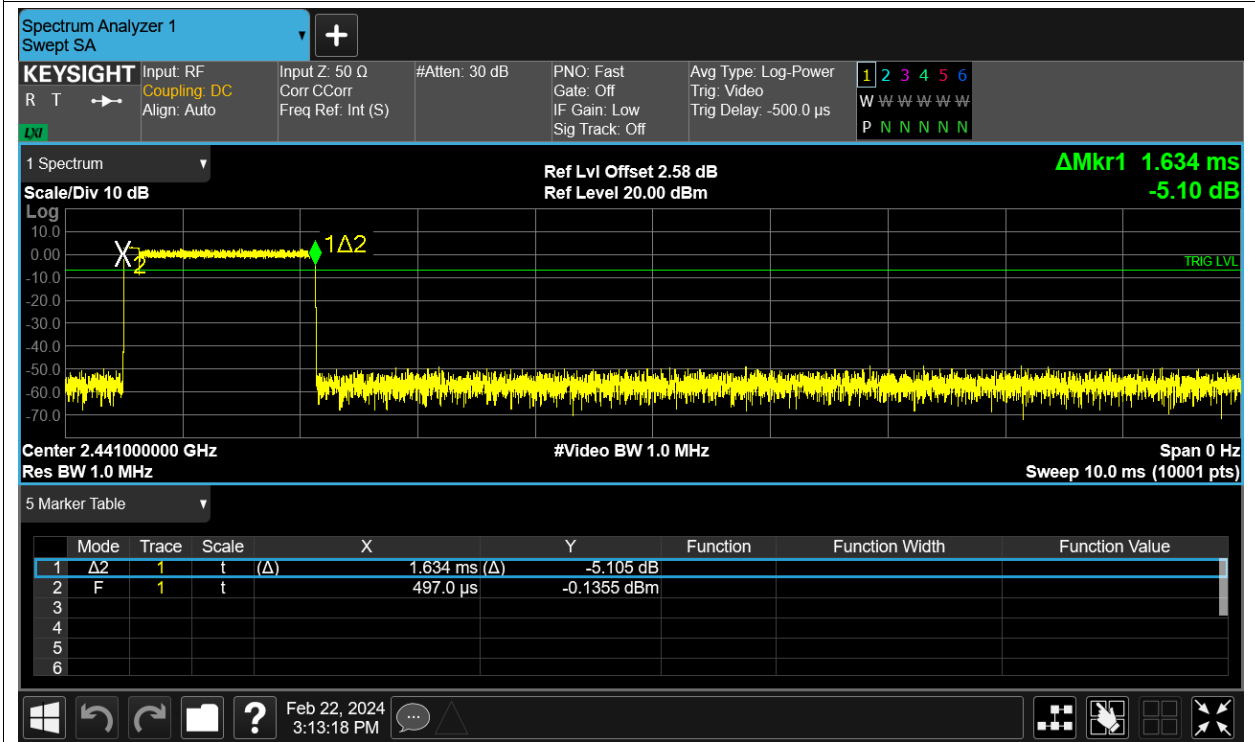 Spectrum Analyzer 1
Swept SA
+
KEYSIGHT
R T
LXI
Input: RF
Coupling: DC
Align: Auto
Input Z: 50 Ω
Corr CCorr
Freq Ref: Int (S)
#Atten: 30 dB
PNO: Fast
Gate: Off
IF Gain: Low
Sig Track: Off
Avg Type: Log-Power
Trig: Video
Trig Delay: -500.0 µs
1 2 3 4 5 6
W W W W W W
P N N N N N
1 Spectrum
Scale/Div 10 dB
Ref Lvl Offset 2.58 dB
Ref Level 20.00 dBm
ΔMkr1 1.634 ms
-5.10 dB
Log
10.0
0.00
-10.0
-20.0
-30.0
-40.0
-50.0
-60.0
-70.0
X
2
1Δ2
TRIG LVL
Center 2.441000000 GHz
#Video BW 1.0 MHz
Span 0 Hz
Res BW 1.0 MHz
Sweep 10.0 ms (10001 pts)
5 Marker Table
Mode Trace Scale X Y Function Function Width Function Value
1 Δ2 1 t (Δ) 1.634 ms (Δ) -5.105 dB
2 F 1 t 497.0 µs -0.1355 dBm
3
4
5
6
?
Feb 22, 2024
3:13:18 PM